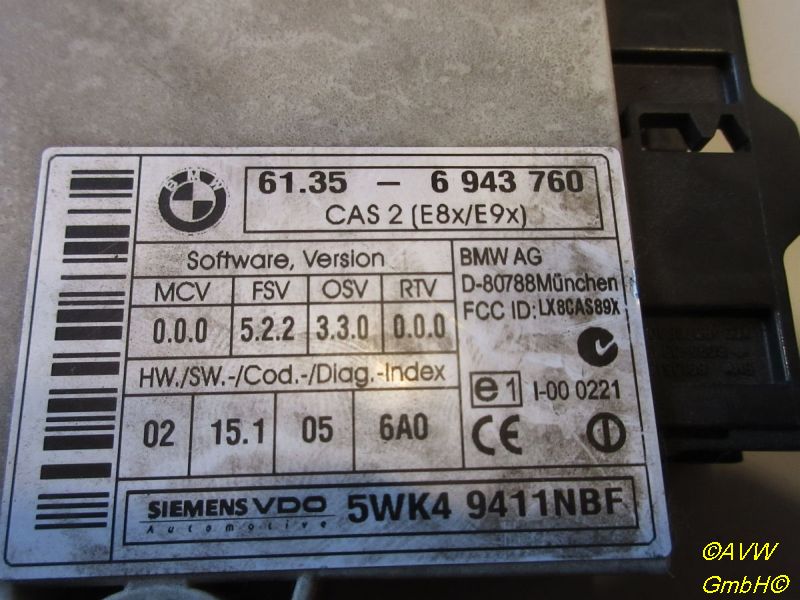 BMW
61.35 – 6 943 760
CAS 2 (E8x/E9x)
Software, Version
MCV FSV OSV RTV
0.0.0 5.2.2 3.3.0 0.0.0
HW./SW.-/Cod.-/Diag.-Index
02 15.1 05 6A0
BMW AG
D-80788München
FCC ID: LX8CAS89X
e1 I-00 0221
CE
SIEMENS VDO
Automotive
5WK4 9411NBF
©AVW
GmbH©